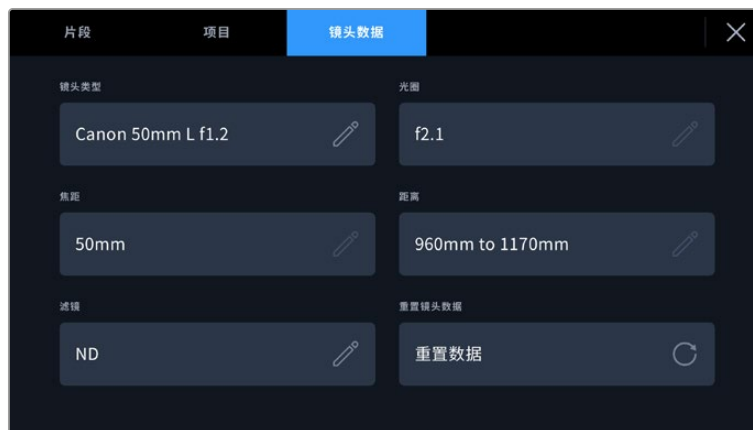 片段 项目 镜头数据
镜头类型 光圈
Canon 50mm L f1.2 f2.1
焦距 距离
50mm 960mm to 1170mm
滤镜 重置镜头数据
ND 重置数据